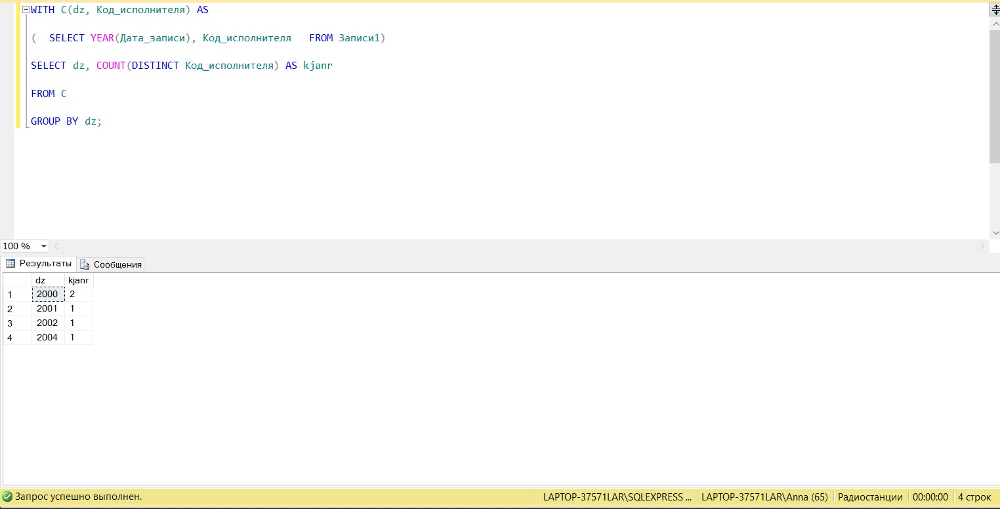 WITH C(dz, Код_исполнителя) AS
( SELECT YEAR(Дата_записи), Код_исполнителя FROM Записи1)
SELECT dz, COUNT(DISTINCT Код_исполнителя) AS kjanr
FROM C
GROUP BY dz;
100 %
Результаты Сообщения
dz kjanr
1 2000 2
2 2001 1
3 2002 1
4 2004 1
Запрос успешно выполнен. LAPTOP-37571LAR\SQLEXPRESS ... LAPTOP-37571LAR\Anna (65) Радиостанции 00:00:00 4 строк